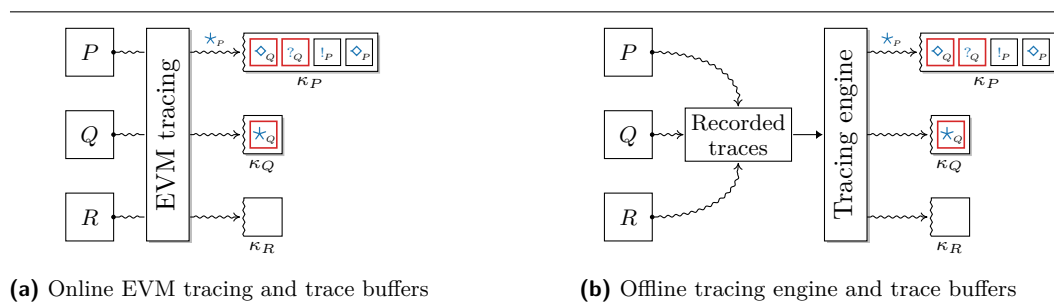 P
Q
R
EVM tracing
⋆P
◇Q ?Q !P ◇P
κP
⋆Q
κQ
κR
(a) Online EVM tracing and trace buffers
P
Q
R
Recorded
traces
Tracing engine
⋆P
◇Q ?Q !P ◇P
κP
⋆Q
κQ
κR
(b) Offline tracing engine and trace buffers